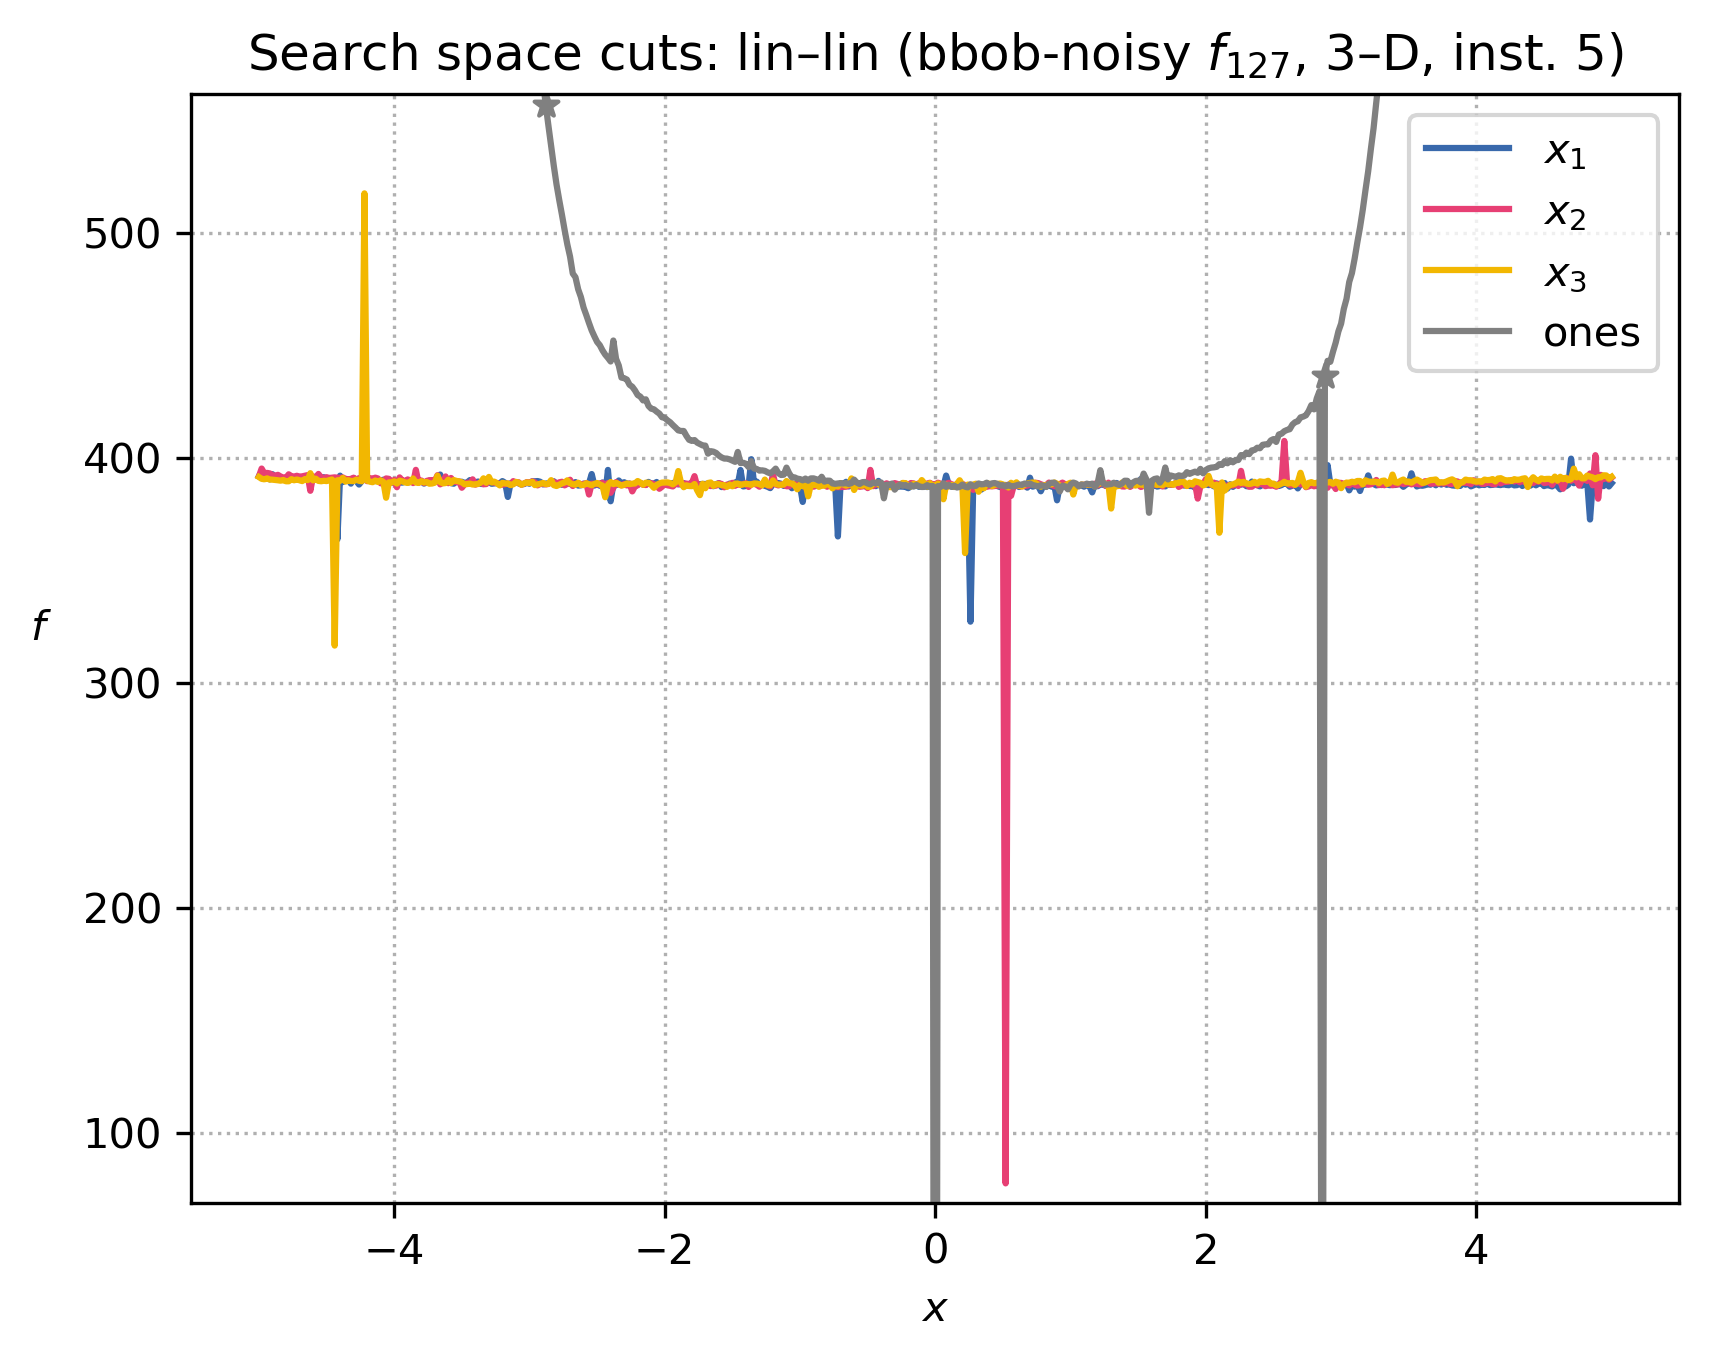 Search space cuts: lin–lin (bbob-noisy f₁₂₇, 3–D, inst. 5)
x₁
x₂
x₃
ones
500
400
300
200
100
f
−4
−2
0
2
4
x